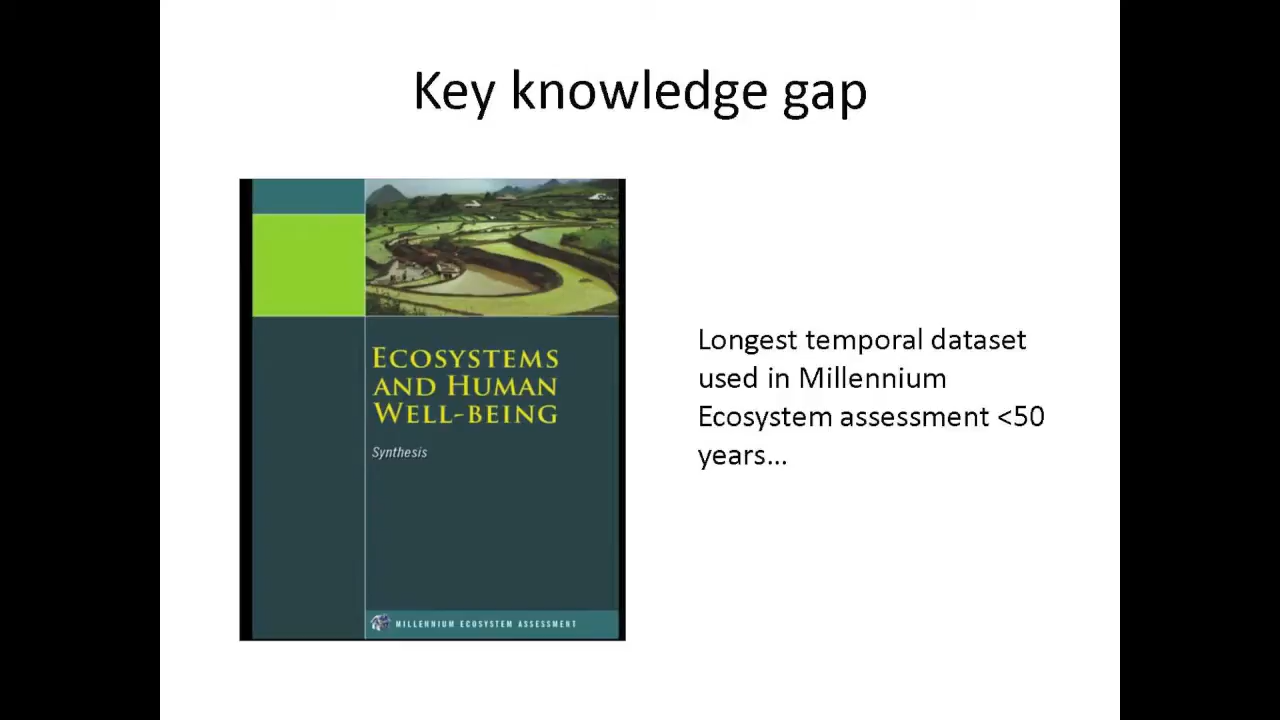 Key knowledge gap
ECOSYSTEMS
AND HUMAN
WELL-BEING
Synthesis
MILLENNIUM ECOSYSTEM ASSESSMENT
Longest temporal dataset
used in Millennium
Ecosystem assessment <50
years...